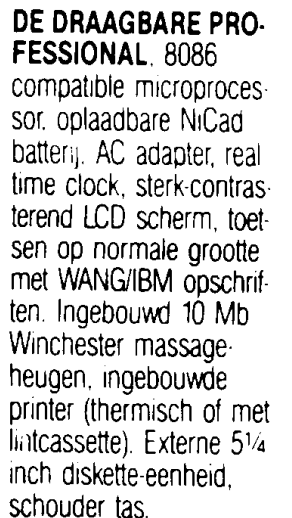 DE DRAAGBARE PRO-
FESSIONAL. 8086
compatible microproces-
sor. oplaadbare NiCad
batterij. AC adapter, real
time clock, sterk-contras-
terend LCD scherm, toet-
sen op normale grootte
met WANG/IBM opschrif-
ten. Ingebouwd 10 Mb
Winchester massage-
heugen, ingebouwde
printer (thermisch of met
lintcassette). Externe 5¼
inch diskette-eenheid,
schouder tas.